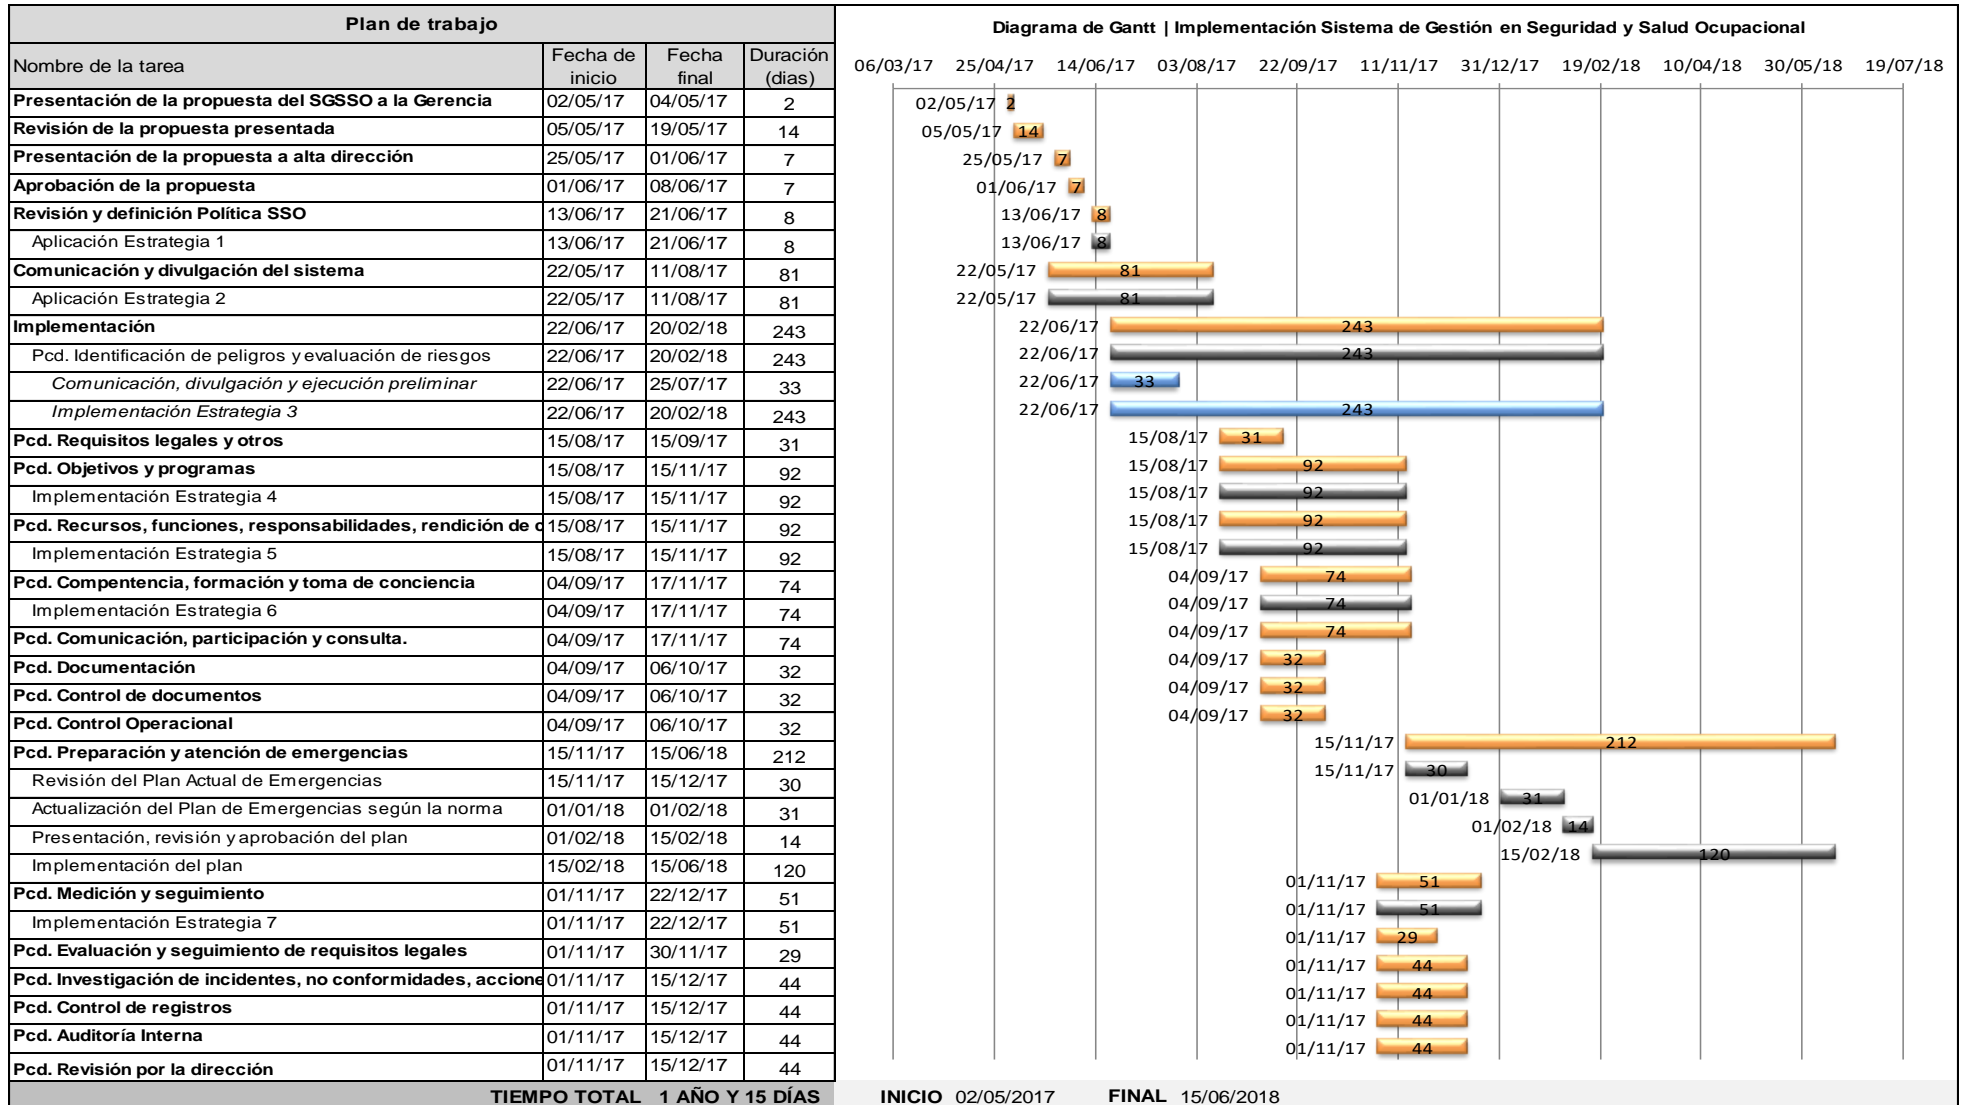 Plan de trabajo
Nombre de la tarea Fecha de inicio Fecha final Duración (dias)
Presentación de la propuesta del SGSSO a la Gerencia 02/05/17 04/05/17 2
Revisión de la propuesta presentada 05/05/17 19/05/17 14
Presentación de la propuesta a alta dirección 25/05/17 01/06/17 7
Aprobación de la propuesta 01/06/17 08/06/17 7
Revisión y definición Política SSO 13/06/17 21/06/17 8
Aplicación Estrategia 1 13/06/17 21/06/17 8
Comunicación y divulgación del sistema 22/05/17 11/08/17 81
Aplicación Estrategia 2 22/05/17 11/08/17 81
Implementación 22/06/17 20/02/18 243
Pcd. Identificación de peligros y evaluación de riesgos 22/06/17 20/02/18 243
Comunicación, divulgación y ejecución preliminar 22/06/17 25/07/17 33
Implementación Estrategia 3 22/06/17 20/02/18 243
Pcd. Requisitos legales y otros 15/08/17 15/09/17 31
Pcd. Objetivos y programas 15/08/17 15/11/17 92
Implementación Estrategia 4 15/08/17 15/11/17 92
Pcd. Recursos, funciones, responsabilidades, rendición de c 15/08/17 15/11/17 92
Implementación Estrategia 5 15/08/17 15/11/17 92
Pcd. Compentencia, formación y toma de conciencia 04/09/17 17/11/17 74
Implementación Estrategia 6 04/09/17 17/11/17 74
Pcd. Comunicación, participación y consulta. 04/09/17 17/11/17 74
Pcd. Documentación 04/09/17 06/10/17 32
Pcd. Control de documentos 04/09/17 06/10/17 32
Pcd. Control Operacional 04/09/17 06/10/17 32
Pcd. Preparación y atención de emergencias 15/11/17 15/06/18 212
Revisión del Plan Actual de Emergencias 15/11/17 15/12/17 30
Actualización del Plan de Emergencias según la norma 01/01/18 01/02/18 31
Presentación, revisión y aprobación del plan 01/02/18 15/02/18 14
Implementación del plan 15/02/18 15/06/18 120
Pcd. Medición y seguimiento 01/11/17 22/12/17 51
Implementación Estrategia 7 01/11/17 22/12/17 51
Pcd. Evaluación y seguimiento de requisitos legales 01/11/17 30/11/17 29
Pcd. Investigación de incidentes, no conformidades, accione 01/11/17 15/12/17 44
Pcd. Control de registros 01/11/17 15/12/17 44
Pcd. Auditoría Interna 01/11/17 15/12/17 44
Pcd. Revisión por la dirección 01/11/17 15/12/17 44
TIEMPO TOTAL 1 AÑO Y 15 DÍAS
Diagrama de Gantt | Implementación Sistema de Gestión en Seguridad y Salud Ocupacional
06/03/17 25/04/17 14/06/17 03/08/17 22/09/17 11/11/17 31/12/17 19/02/18 10/04/18 30/05/18 19/07/18
02/05/17 2
05/05/17 14
25/05/17 7
01/06/17 7
13/06/17 8
13/06/17 8
22/05/17 81
22/05/17 81
22/06/17 243
22/06/17 243
22/06/17 33
22/06/17 243
15/08/17 31
15/08/17 92
15/08/17 92
15/08/17 92
15/08/17 92
04/09/17 74
04/09/17 74
04/09/17 74
04/09/17 32
04/09/17 32
04/09/17 32
15/11/17 212
15/11/17 30
01/01/18 31
01/02/18 14
15/02/18 120
01/11/17 51
01/11/17 51
01/11/17 29
01/11/17 44
01/11/17 44
01/11/17 44
01/11/17 44
INICIO 02/05/2017 FINAL 15/06/2018